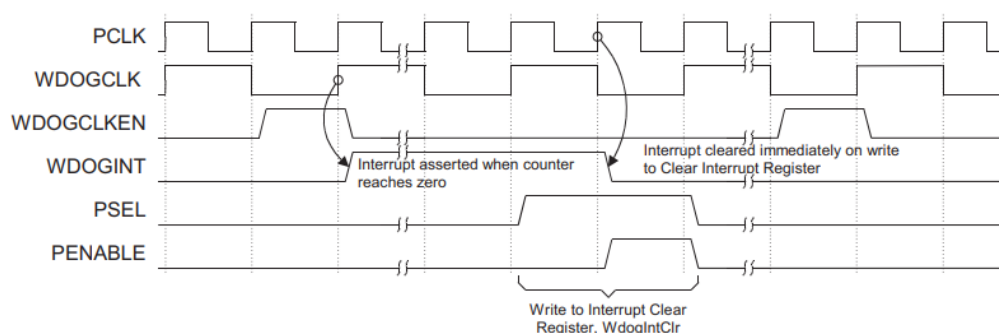 PCLK
WDOGCLK
WDOGCLKEN
WDOGINT
Interrupt asserted when counter
reaches zero
Interrupt cleared immediately on write
to Clear Interrupt Register
PSEL
PENABLE
Write to Interrupt Clear
Register, WdogIntClr